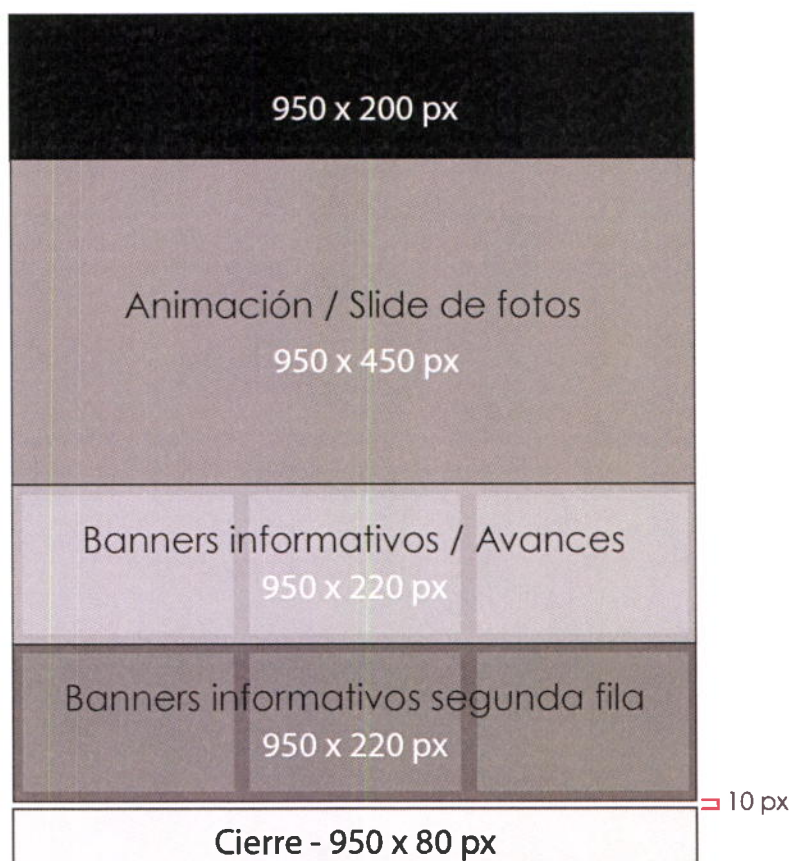 950 x 200 px
Animación / Slide de fotos
950 x 450 px
Banners informativos / Avances
950 x 220 px
Banners informativos segunda fila
950 x 220 px
10 px
Cierre - 950 x 80 px